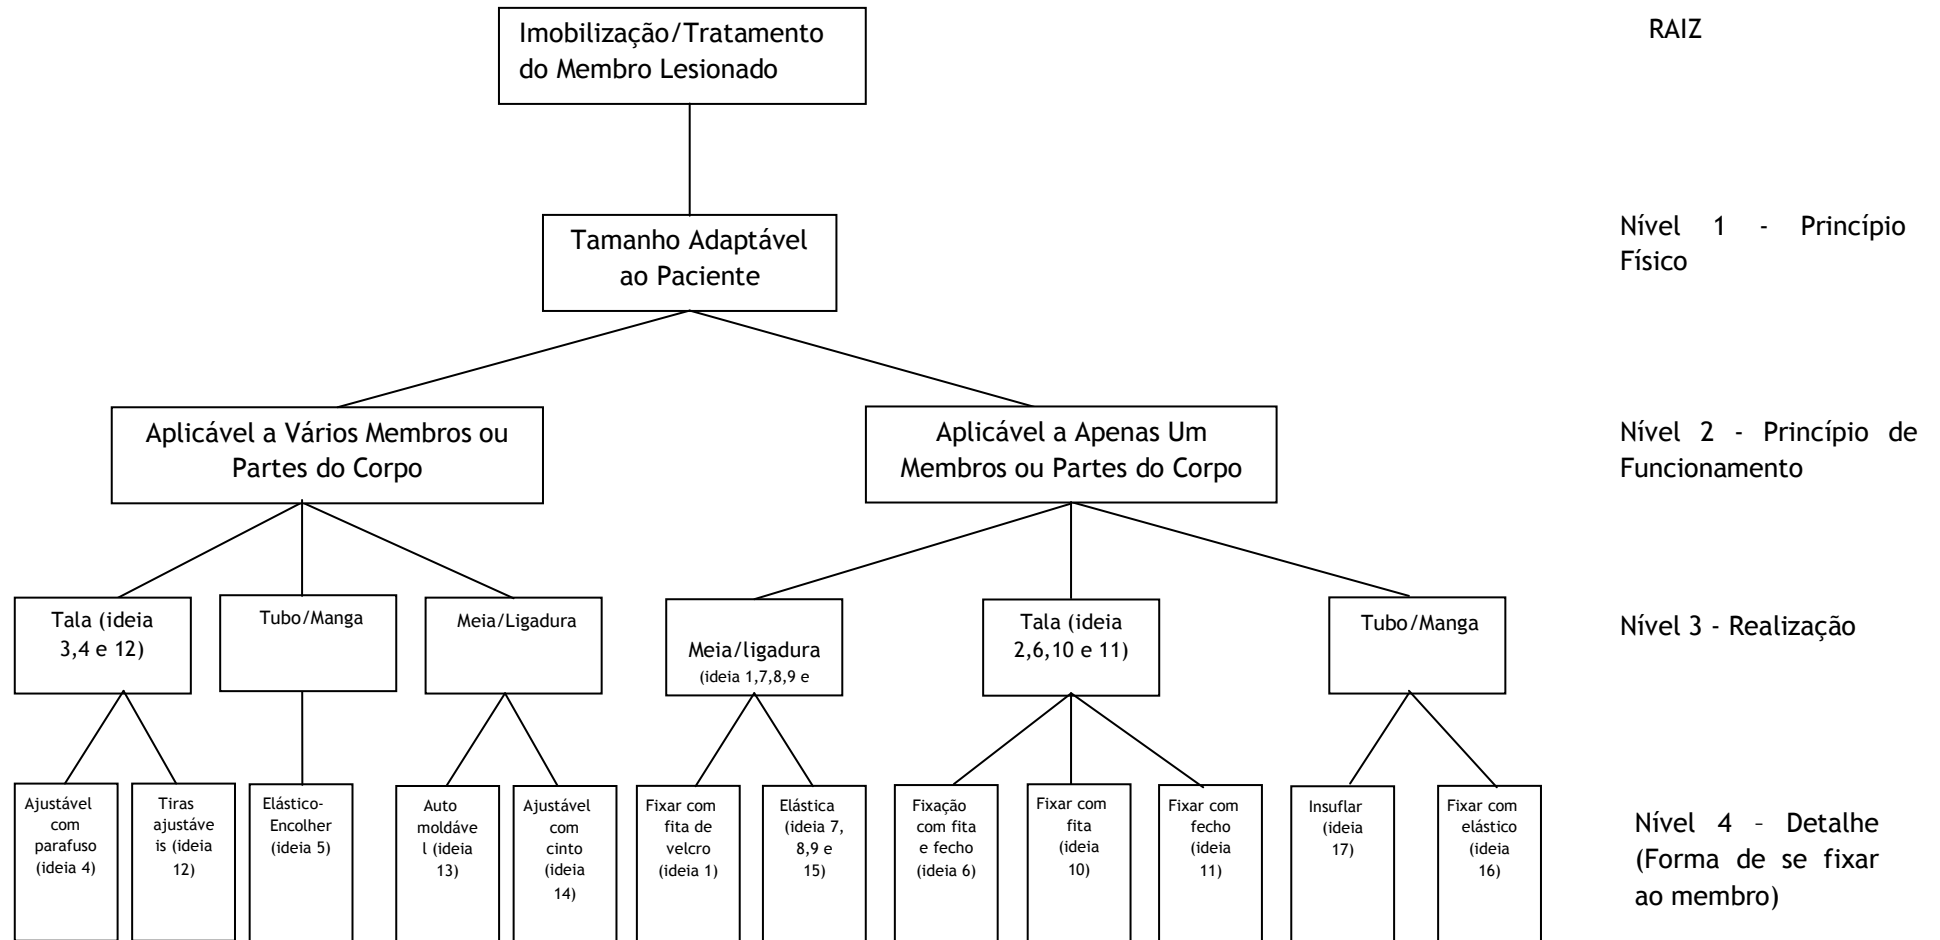 Imobilização/Tratamento
do Membro Lesionado
RAIZ
Tamanho Adaptável
ao Paciente
Nível 1 - Princípio
Físico
Aplicável a Vários Membros ou
Partes do Corpo
Aplicável a Apenas Um
Membros ou Partes do Corpo
Nível 2 - Princípio de
Funcionamento
Tala (ideia
3,4 e 12)
Tubo/Manga
Meia/Ligadura
Meia/ligadura
(ideia 1,7,8,9 e
Tala (ideia
2,6,10 e 11)
Tubo/Manga
Nível 3 - Realização
Ajustável
com
parafuso
(ideia 4)
Tiras
ajustáve
is (ideia
12)
Elástico-
Encolher
(ideia 5)
Auto
moldáve
l (ideia
13)
Ajustável
com
cinto
(ideia
14)
Fixar com
fita de
velcro
(ideia 1)
Elástica
(ideia 7,
8,9 e
15)
Fixação
com fita
e fecho
(ideia 6)
Fixar com
fita
(ideia
10)
Fixar com
fecho
(ideia
11)
Insuflar
(ideia
17)
Fixar com
elástico
(ideia
16)
Nível 4 – Detalhe
(Forma de se fixar
ao membro)